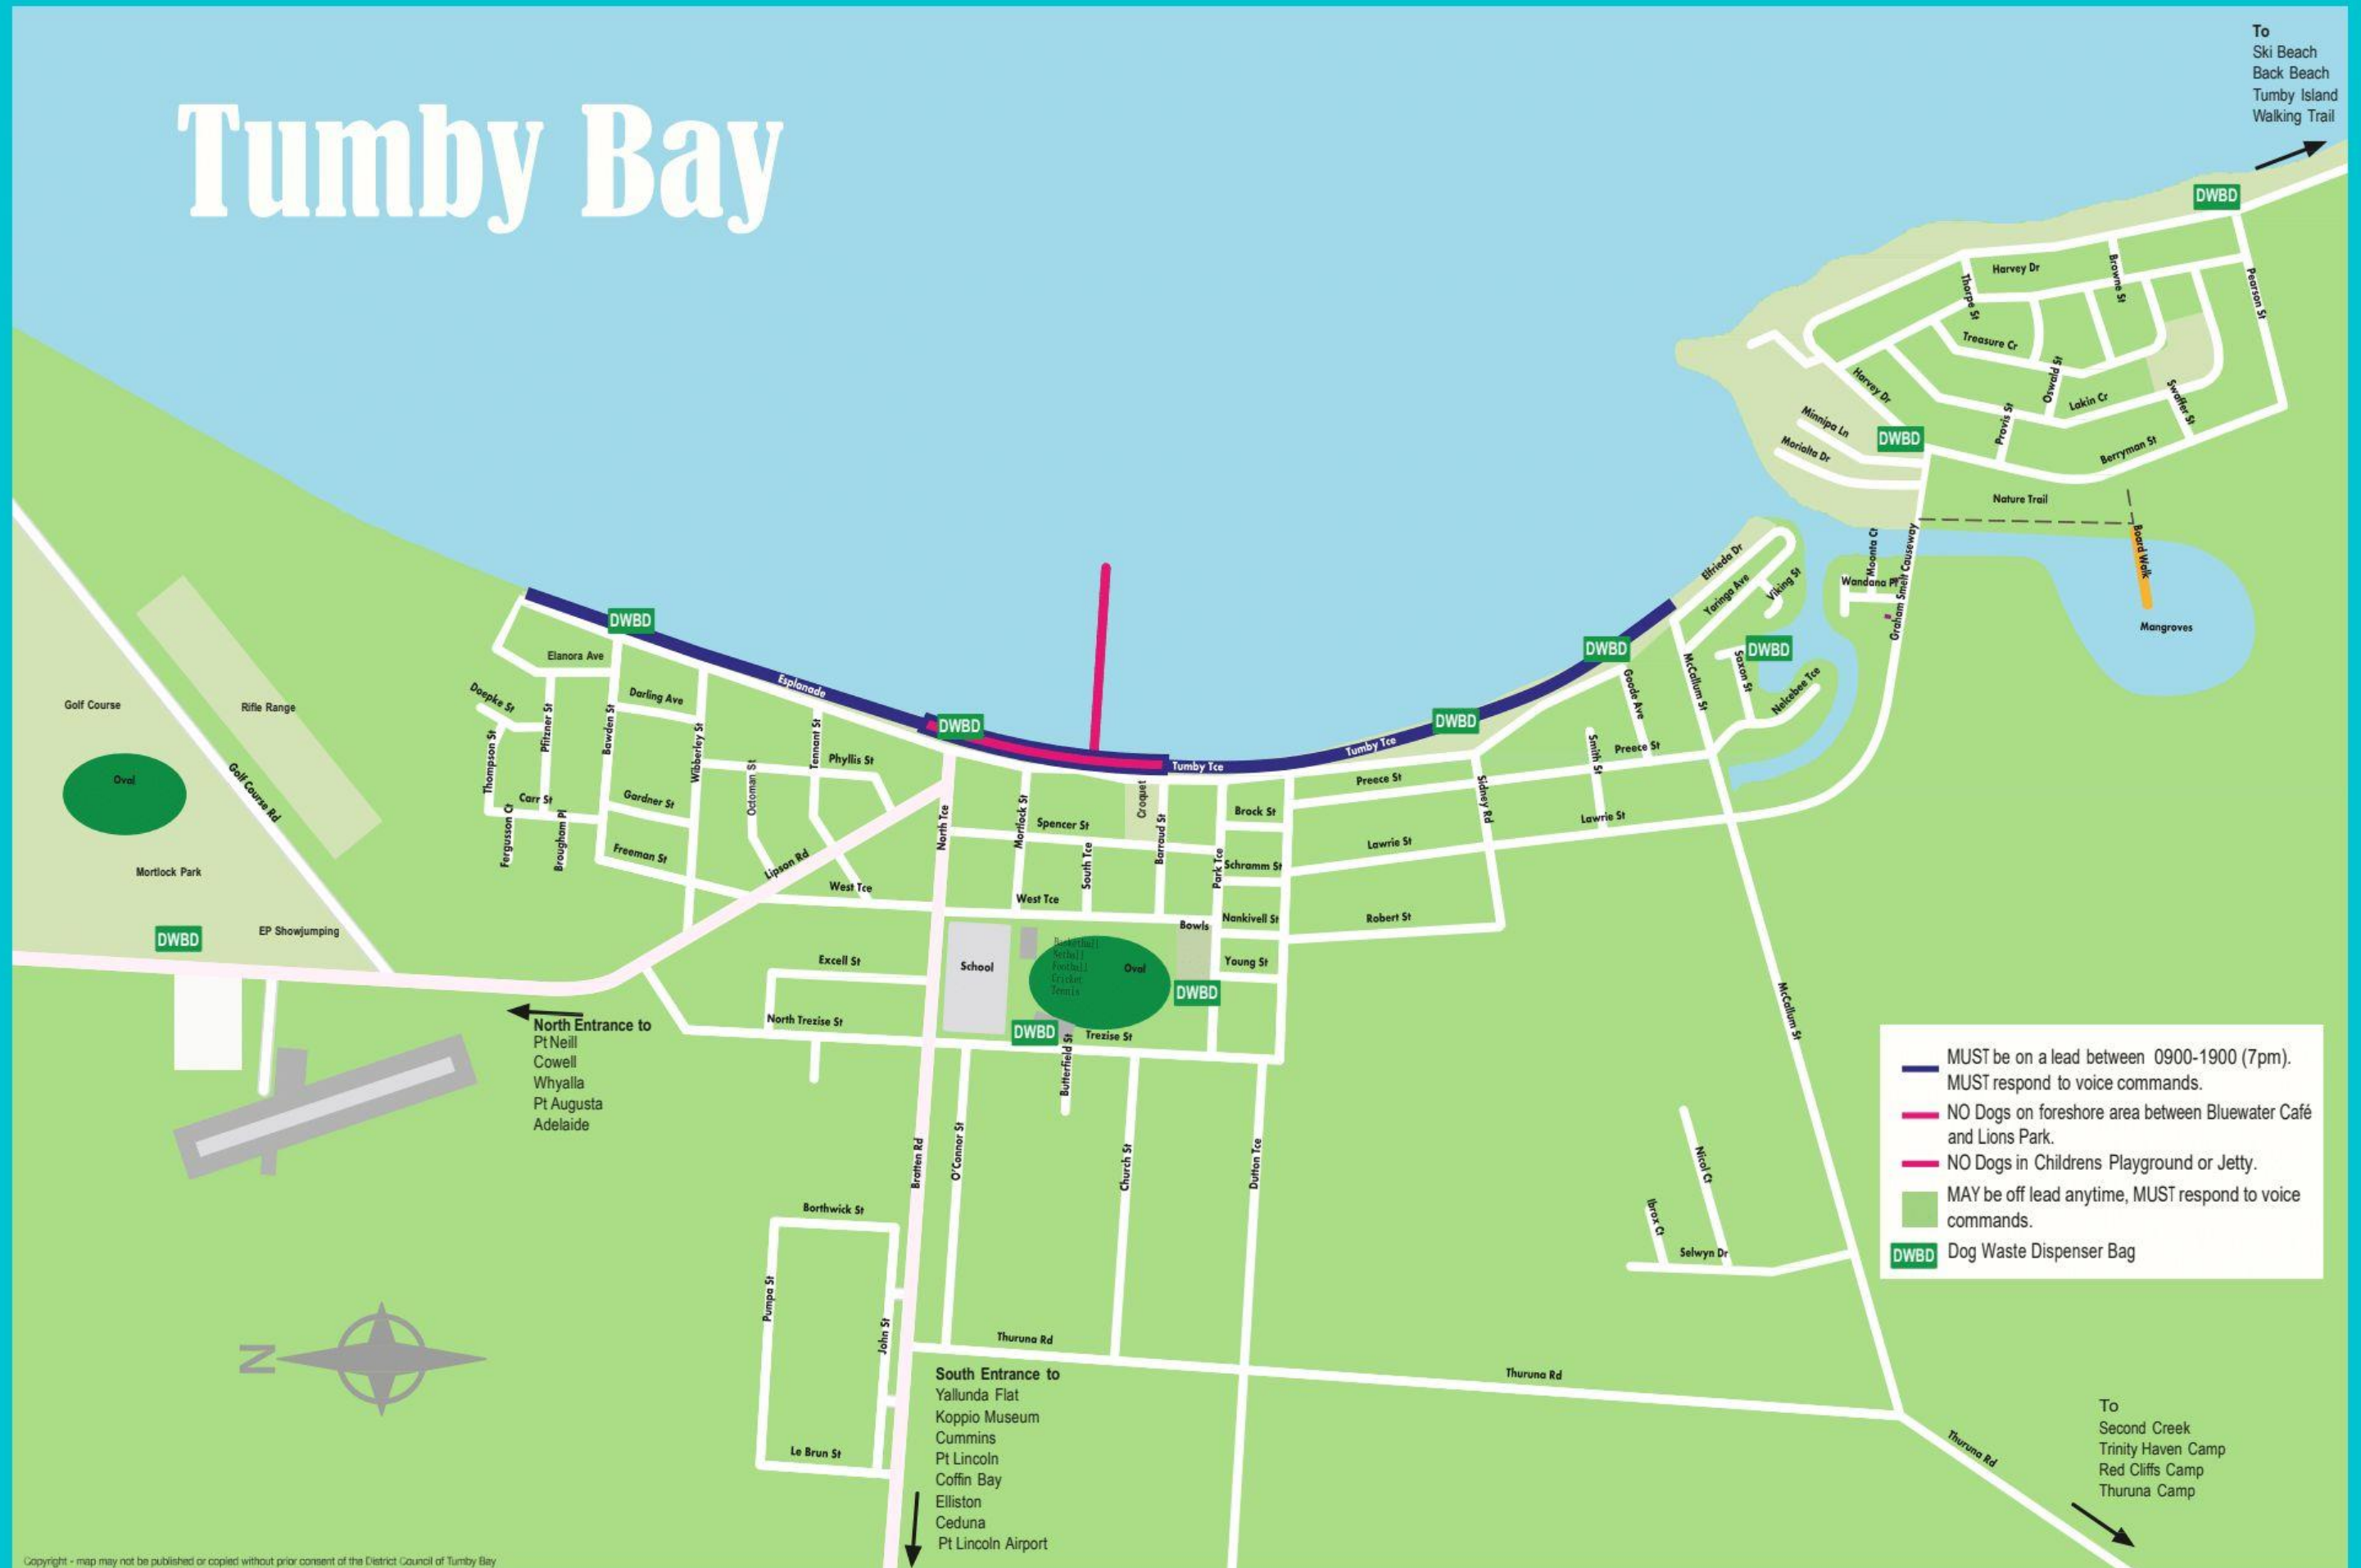 Tumby Bay
To
Ski Beach
Back Beach
Tumby Island
Walking Trail
DWBD
Harvey Dr
Browne St
Thorpe St
Pearson St
Treasure Cr
Oswald St
Harvey Dr
Lakin Cr
Swaffer St
Minnipa Ln
DWBD
Provis St
Morialta Dr
Berryman St
Nature Trail
Board Walk
Mangroves
Moonta Ct
Wandana Pl
Graham Smelt Causeway
Elfrieda Dr
Yaringa Ave
Viking St
DWBD
DWBD
Saxon St
Nelcebee Tce
McCallum St
Goode Ave
DWBD
Elanora Ave
Doepke St
Darling Ave
Esplanade
Golf Course
Rifle Range
Pfitzner St
Bawden St
Wibberley St
Tennant St
DWBD
DWBD
Tumby Tce
Tumby Tce
Thompson St
Phyllis St
Octoman St
Oval
Golf Course Rd
Carr St
Gardner St
Fergusson Ct
Brougham Pl
Freeman St
Lipson Rd
West Tce
North Tce
Mortlock St
Spencer St
Croquet
Barraud St
South Tce
Park Tce
Brock St
Schramm St
Preece St
Preece St
Smith St
Sidney Rd
Lawrie St
Lawrie St
Mortlock Park
West Tce
Bowls
Nankivell St
Robert St
DWBD
EP Showjumping
Excell St
School
Basketball
Netball
Football
Cricket
Tennis
Oval
Young St
DWBD
North Trezise St
DWBD
Trezise St
Butterfield St
McCallum St
North Entrance to
Pt Neill
Cowell
Whyalla
Pt Augusta
Adelaide
Bratten Rd
O'Connor St
Church St
Dutton Tce
Nicol Ct
Ibrox Ct
Selwyn Dr
Borthwick St
Pumpa St
John St
Le Brun St
Thuruna Rd
Thuruna Rd
Thuruna Rd
MUST be on a lead between 0900-1900 (7pm).
MUST respond to voice commands.
NO Dogs on foreshore area between Bluewater Café
and Lions Park.
NO Dogs in Childrens Playground or Jetty.
MAY be off lead anytime, MUST respond to voice
commands.
DWBD Dog Waste Dispenser Bag
N
South Entrance to
Yallunda Flat
Koppio Museum
Cummins
Pt Lincoln
Coffin Bay
Elliston
Ceduna
Pt Lincoln Airport
To
Second Creek
Trinity Haven Camp
Red Cliffs Camp
Thuruna Camp
Copyright - map may not be published or copied without prior consent of the District Council of Tumby Bay